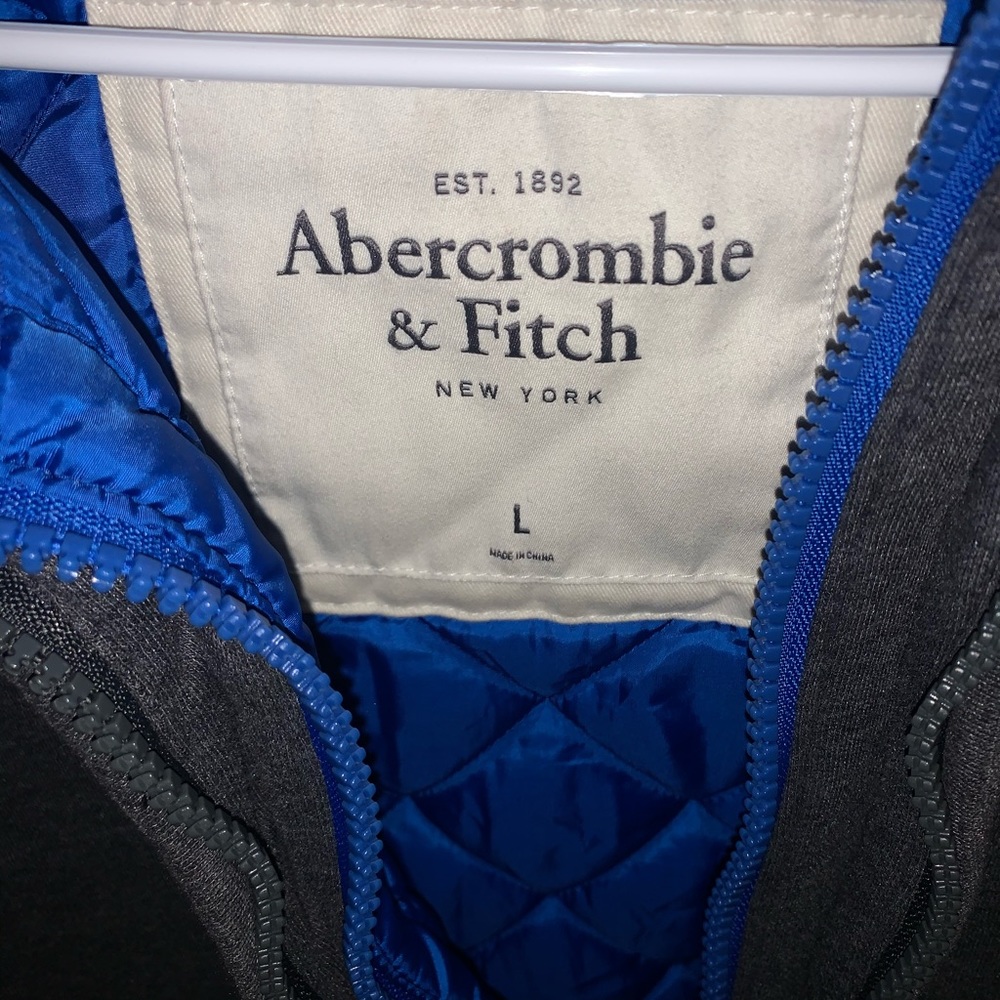 EST. 1892
Abercrombie
& Fitch
NEW YORK
L
MADE IN CHINA